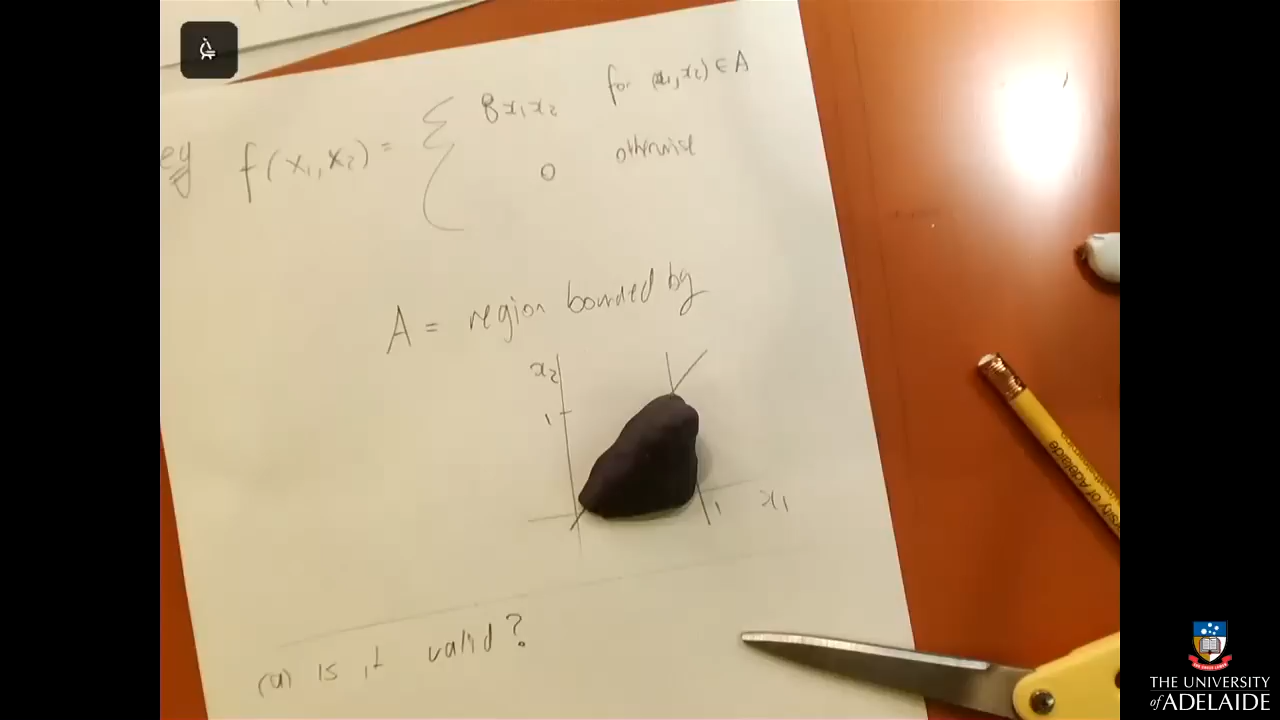 eg f(x₁,x₂) = { 8x₁x₂ for (x₁,x₂) ∈ A
0 otherwise
A = region bounded by
x₂
1
1 x₁
(a) is it valid?
THE UNIVERSITY
of ADELAIDE